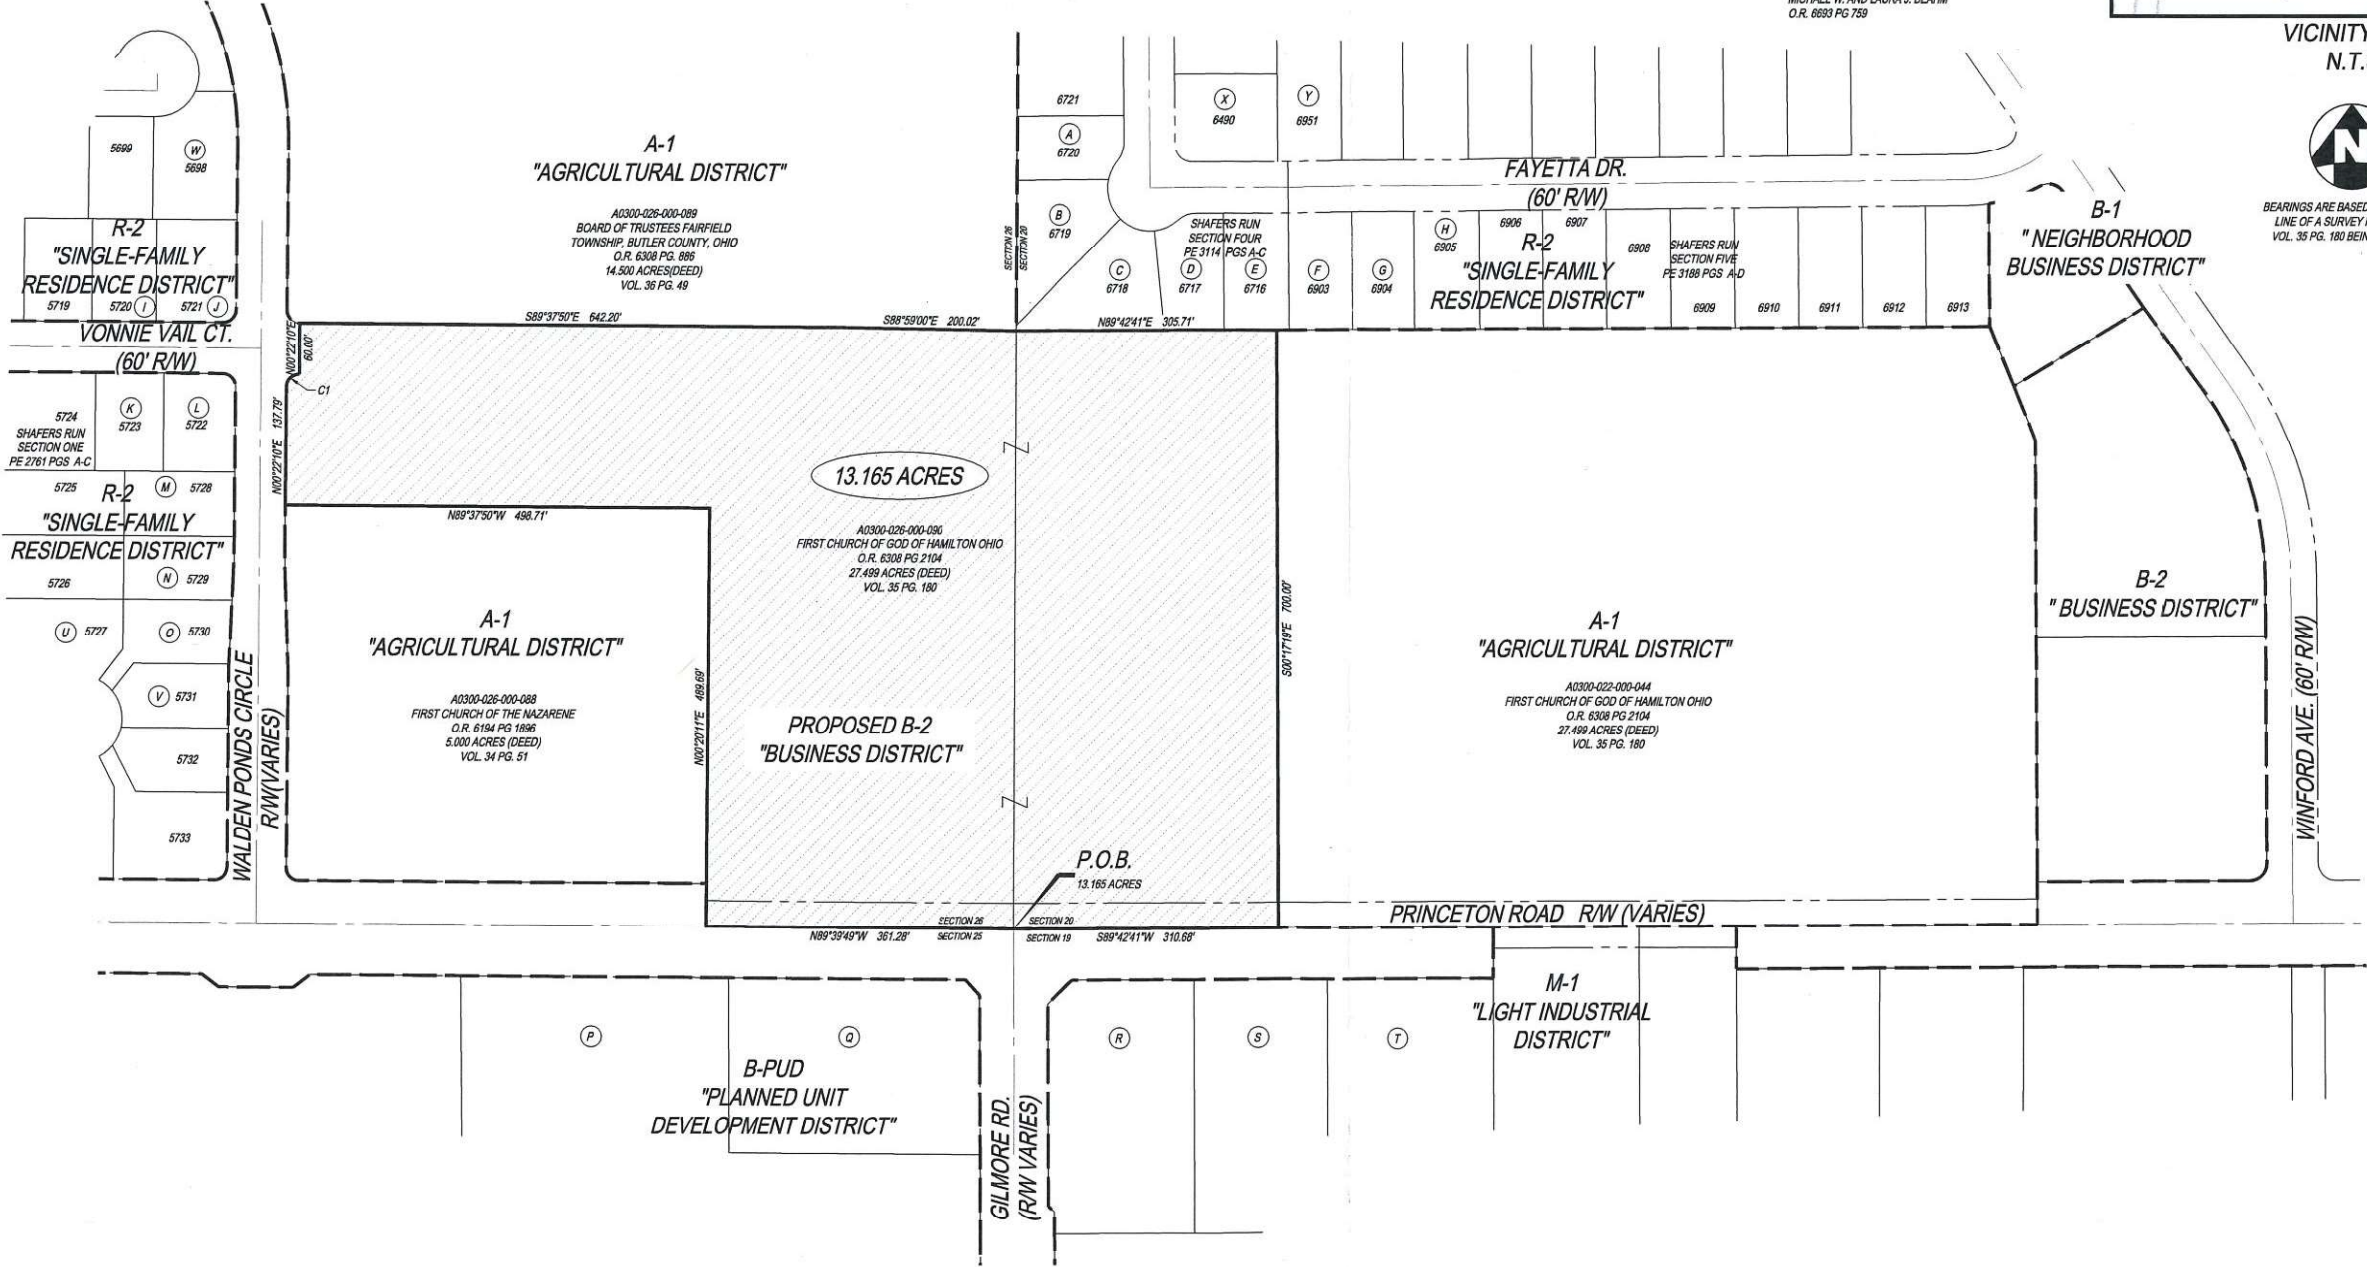 O.R. 6693 PG 759
VICINITY
N.T.
N
BEARINGS ARE BASED
LINE OF A SURVEY
VOL. 35 PG. 180 BEIN
A-1
"AGRICULTURAL DISTRICT"
A0300-026-000-089
BOARD OF TRUSTEES FAIRFIELD
TOWNSHIP, BUTLER COUNTY, OHIO
O.R. 6308 PG. 886
14.500 ACRES(DEED)
VOL. 36 PG. 49
5699
W
5698
R-2
"SINGLE-FAMILY
RESIDENCE DISTRICT"
5719
5720 I
5721 J
VONNIE VAIL CT.
(60' R/W)
6721
A
6720
B
6719
SECTION 26
SECTION 20
X
6490
Y
6951
FAYETTA DR.
(60' R/W)
SHAFERS RUN
SECTION FOUR
PE 3114 PGS A-C
C
6718
D
6717
E
6716
F
6903
G
6904
H
6905
6906
6907
6908
R-2
"SINGLE-FAMILY
RESIDENCE DISTRICT"
SHAFERS RUN
SECTION FIVE
PE 3188 PGS A-D
6909
6910
6911
6912
6913
B-1
" NEIGHBORHOOD
BUSINESS DISTRICT"
S89°37'50"E 642.20'
S88°59'00"E 200.02'
N89°42'41"E 305.71'
N00°22'10"E
60.00'
C1
N00°22'10"E 137.79'
5724
SHAFERS RUN
SECTION ONE
PE 2761 PGS A-C
K
5723
L
5722
5725
M 5728
R-2
"SINGLE-FAMILY
RESIDENCE DISTRICT"
5726
N 5729
U 5727
O 5730
V 5731
5732
5733
WALDEN PONDS CIRCLE
R/W(VARIES)
13.165 ACRES
A0300-026-000-090
FIRST CHURCH OF GOD OF HAMILTON OHIO
O.R. 6308 PG 2104
27.499 ACRES (DEED)
VOL. 35 PG. 180
N89°37'50"W 498.71'
A-1
"AGRICULTURAL DISTRICT"
A0300-026-000-088
FIRST CHURCH OF THE NAZARENE
O.R. 6194 PG 1896
5.000 ACRES (DEED)
VOL. 34 PG. 51
N00°20'11"E 489.69'
PROPOSED B-2
"BUSINESS DISTRICT"
S00°17'19"E 700.00'
A-1
"AGRICULTURAL DISTRICT"
A0300-022-000-044
FIRST CHURCH OF GOD OF HAMILTON OHIO
O.R. 6308 PG 2104
27.499 ACRES (DEED)
VOL. 35 PG. 180
B-2
" BUSINESS DISTRICT"
WINFORD AVE. (60' R/W)
P.O.B.
13.165 ACRES
PRINCETON ROAD R/W (VARIES)
SECTION 26
SECTION 20
N89°39'49"W 361.28'
SECTION 25
SECTION 19
S89°42'41"W 310.68'
P
Q
R
S
T
M-1
"LIGHT INDUSTRIAL
DISTRICT"
B-PUD
"PLANNED UNIT
DEVELOPMENT DISTRICT"
GILMORE RD.
(R/W VARIES)